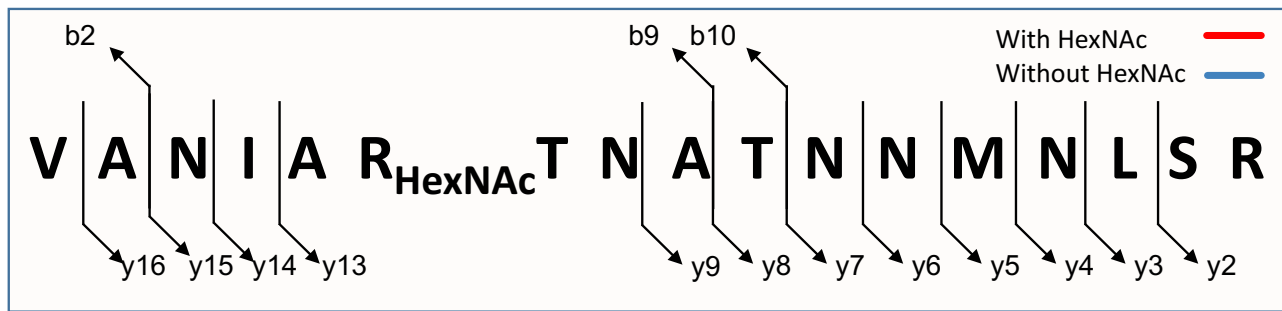 b2 b9 b10 With HexNAc
Without HexNAc
V A N I A R HexNAc T N A T N N M N L S R
y16 y15 y14 y13 y9 y8 y7 y6 y5 y4 y3 y2